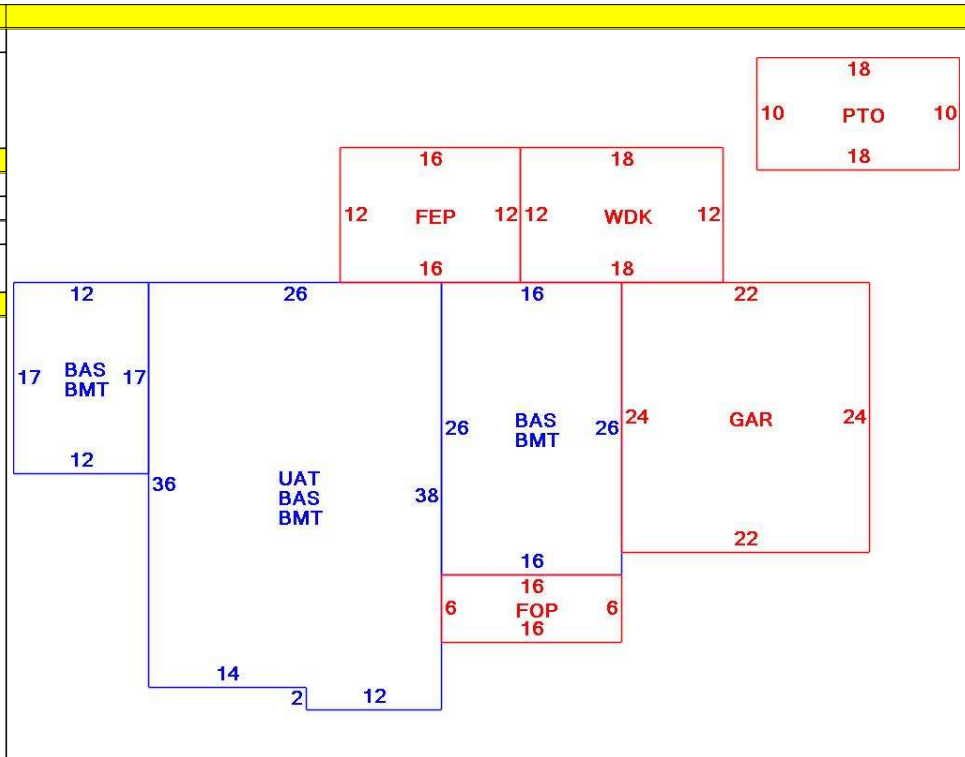 18
10 PTO 10
18
16 18
12 FEP 12 12 WDK 12
16 18
12 26 16 22
17 BAS 17
BMT
12
26 BAS 26
BMT
24 GAR 24
36 UAT 38
BAS
BMT
22
16
16
6 FOP 6
16
14
2 12